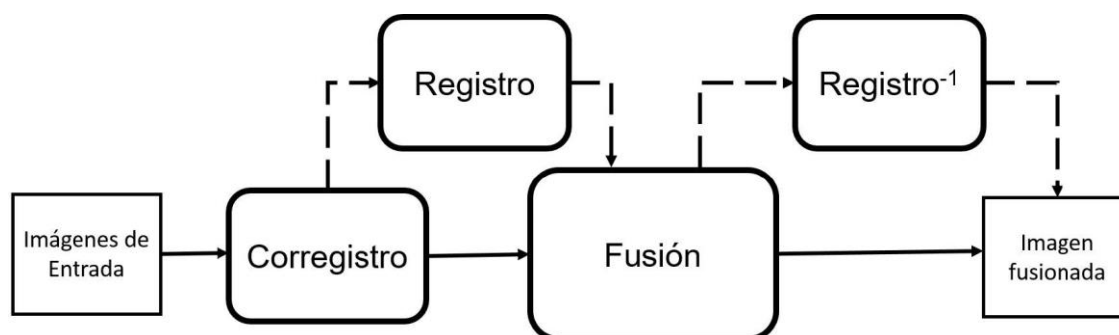 Registro
Registro-1
Imágenes de
Entrada
Corregistro
Fusión
Imagen
fusionada